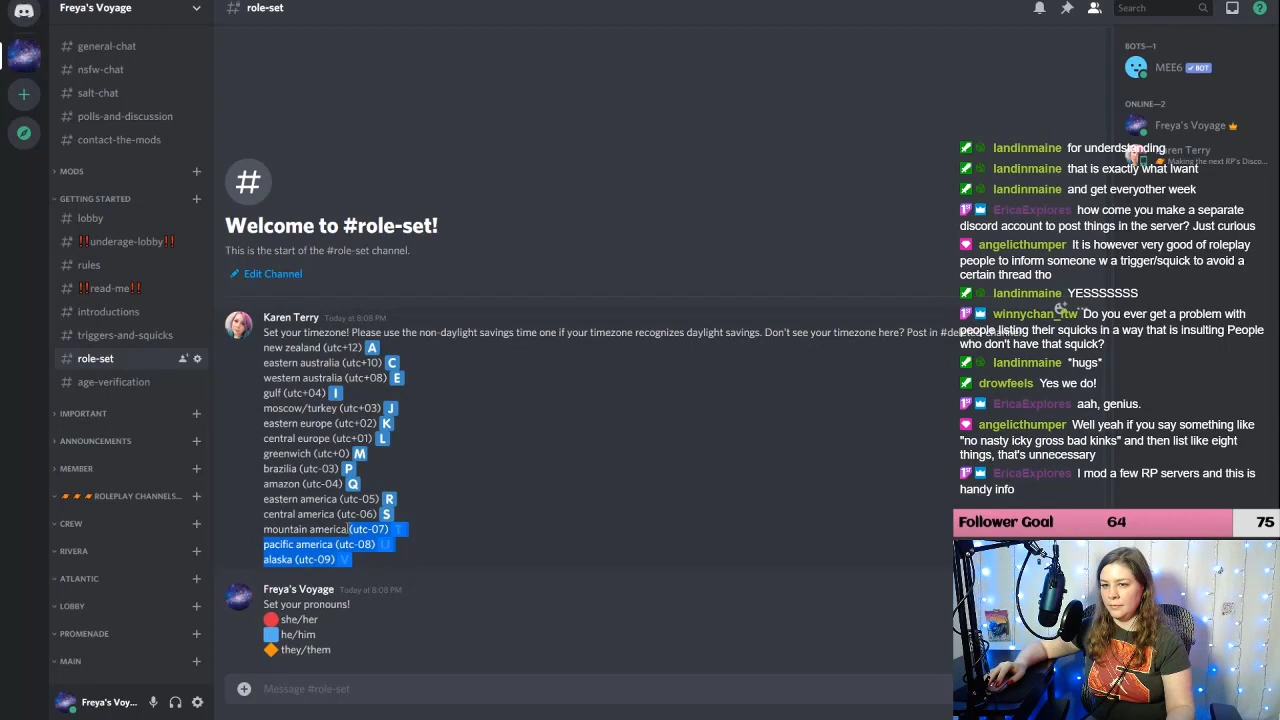 Freya's Voyage
general-chat
nsfw-chat
salt-chat
polls-and-discussion
contact-the-mods
MODS
GETTING STARTED
lobby
‼underage-lobby‼
rules
‼read-me‼
introductions
triggers-and-squicks
role-set
age-verification
IMPORTANT
ANNOUNCEMENTS
MEMBER
ROLEPLAY CHANNELS...
CREW
RIVERA
ATLANTIC
LOBBY
PROMENADE
MAIN
Freya's Voy...
# role-set
Search
#
Welcome to #role-set!
This is the start of the #role-set channel.
Edit Channel
Karen Terry Today at 8:08 PM
Set your timezone! Please use the non-daylight savings time one if your timezone recognizes daylight savings. Don't see your timezone here? Post in
new zealand (utc+12) A
eastern australia (utc+10) C
western australia (utc+08) E
gulf (utc+04) I
moscow/turkey (utc+03) J
eastern europe (utc+02) K
central europe (utc+01) L
greenwich (utc+0) M
brazilia (utc-03) P
amazon (utc-04) Q
eastern america (utc-05) R
central america (utc-06) S
mountain america (utc-07) T
pacific america (utc-08) U
alaska (utc-09) V
Freya's Voyage Today at 8:08 PM
Set your pronouns!
she/her
he/him
they/them
Message #role-set
BOTS—1
MEE6 BOT
ONLINE—2
Freya's Voyage
Karen Terry
Making the next RP's Disco...
landinmaine for underdstanding
landinmaine that is exactly what Iwant
landinmaine and get everyother week
EricaExplores how come you make a separate
discord account to post things in the server? Just curious
angelicthumper It is however very good of roleplay
people to inform someone w a trigger/squick to avoid a
certain thread tho
landinmaine YESSSSSSS
winnychan_ttw Do you ever get a problem with
people listing their squicks in a way that is insulting People
who don't have that squick?
landinmaine *hugs*
drowfeels Yes we do!
EricaExplores aah, genius.
angelicthumper Well yeah if you say something like
"no nasty icky gross bad kinks" and then list like eight
things, that's unnecessary
EricaExplores I mod a few RP servers and this is
handy info
Follower Goal 64 75